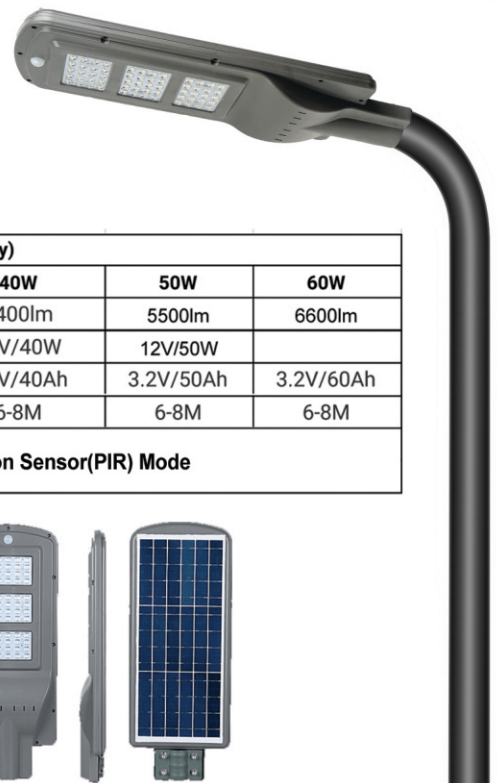 y)
40W 50W 60W
400lm 5500lm 6600lm
V/40W 12V/50W
V/40Ah 3.2V/50Ah 3.2V/60Ah
6-8M 6-8M 6-8M
on Sensor(PIR) Mode